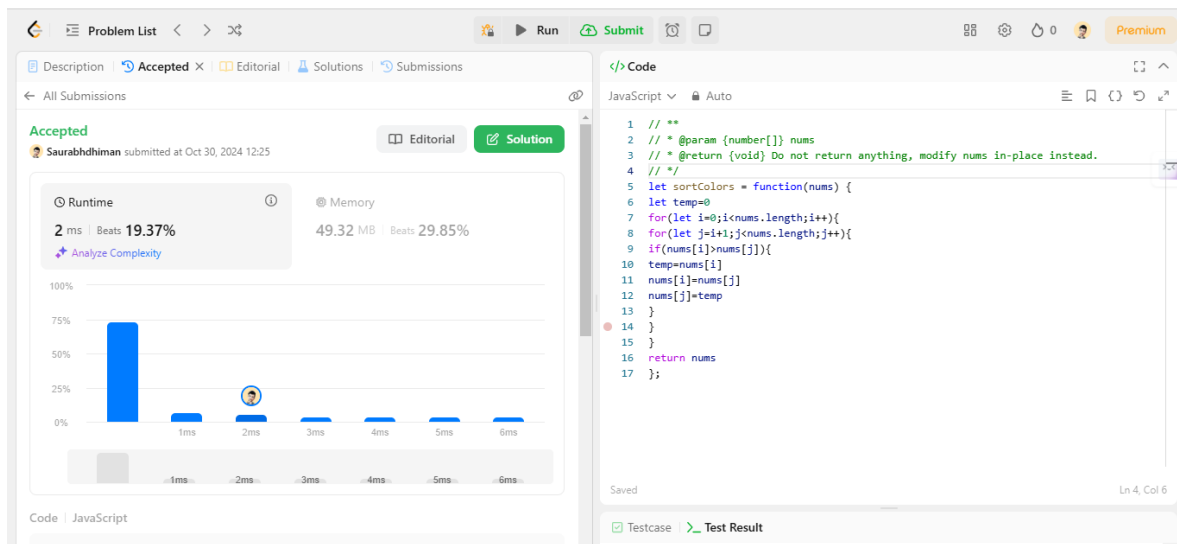 Problem List
Run
Submit
0
Premium
Description
Accepted
Editorial
Solutions
Submissions
All Submissions
Accepted
Saurabhdhiman submitted at Oct 30, 2024 12:25
Editorial
Solution
Runtime
2 ms Beats 19.37%
Analyze Complexity
Memory
49.32 MB Beats 29.85%
100%
75%
50%
25%
0%
1ms 2ms 3ms 4ms 5ms 6ms
1ms 2ms 3ms 4ms 5ms 6ms
Code JavaScript
</> Code
JavaScript Auto
1 // **
2 // * @param {number[]} nums
3 // * @return {void} Do not return anything, modify nums in-place instead.
4 // */
5 let sortColors = function(nums) {
6 let temp=0
7 for(let i=0;i<nums.length;i++){
8 for(let j=i+1;j<nums.length;j++){
9 if(nums[i]>nums[j]){
10 temp=nums[i]
11 nums[i]=nums[j]
12 nums[j]=temp
13 }
14 }
15 }
16 return nums
17 };
Saved
Ln 4, Col 6
Testcase
Test Result